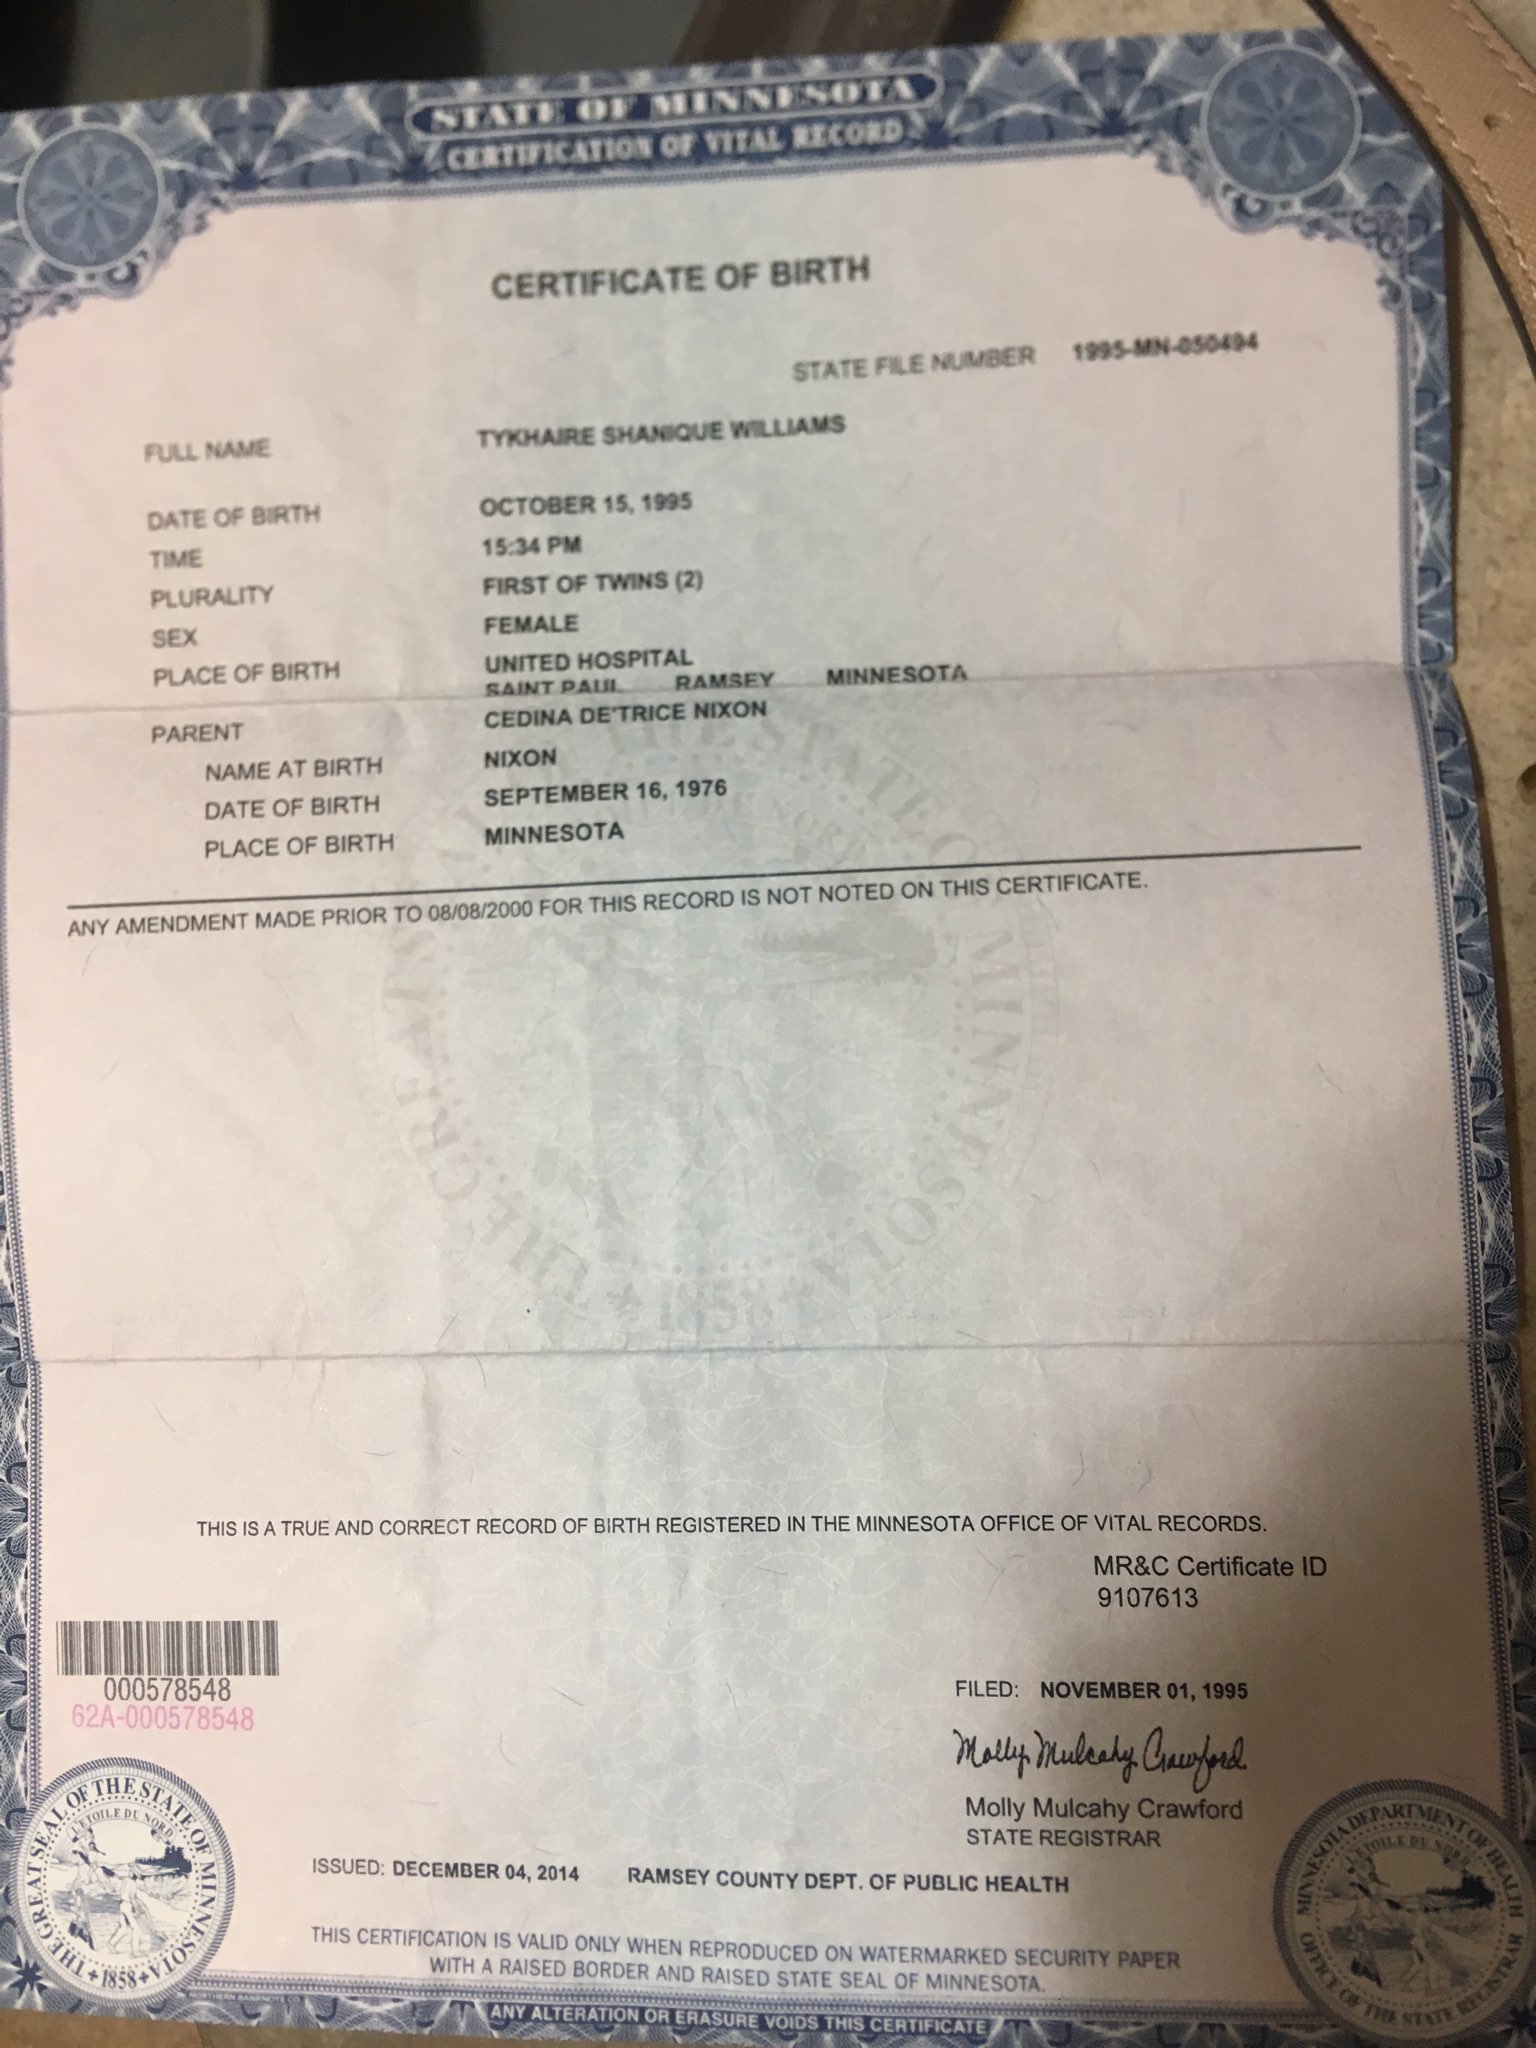 STATE OF MINNESOTA
CERTIFICATION OF VITAL RECORD
CERTIFICATE OF BIRTH
STATE FILE NUMBER 1995-MN-050494
FULL NAME TYKHAIRE SHANIQUE WILLIAMS
DATE OF BIRTH OCTOBER 15, 1995
TIME 15:34 PM
PLURALITY FIRST OF TWINS (2)
SEX FEMALE
PLACE OF BIRTH UNITED HOSPITAL
SAINT PAUL RAMSEY MINNESOTA
PARENT CEDINA DE'TRICE NIXON
NAME AT BIRTH NIXON
DATE OF BIRTH SEPTEMBER 16, 1976
PLACE OF BIRTH MINNESOTA
ANY AMENDMENT MADE PRIOR TO 08/08/2000 FOR THIS RECORD IS NOT NOTED ON THIS CERTIFICATE.
THIS IS A TRUE AND CORRECT RECORD OF BIRTH REGISTERED IN THE MINNESOTA OFFICE OF VITAL RECORDS.
MR&C Certificate ID
9107613
000578548
62A-000578548
FILED: NOVEMBER 01, 1995
Molly Mulcahy Crawford
Molly Mulcahy Crawford
STATE REGISTRAR
ISSUED: DECEMBER 04, 2014 RAMSEY COUNTY DEPT. OF PUBLIC HEALTH
THIS CERTIFICATION IS VALID ONLY WHEN REPRODUCED ON WATERMARKED SECURITY PAPER
WITH A RAISED BORDER AND RAISED STATE SEAL OF MINNESOTA.
ANY ALTERATION OR ERASURE VOIDS THIS CERTIFICATE
THE GREAT SEAL OF THE STATE OF MINNESOTA
L'ETOILE DU NORD
1858
MINNESOTA DEPARTMENT OF HEALTH
L'ETOILE DU NORD
OFFICE OF THE STATE REGISTRAR